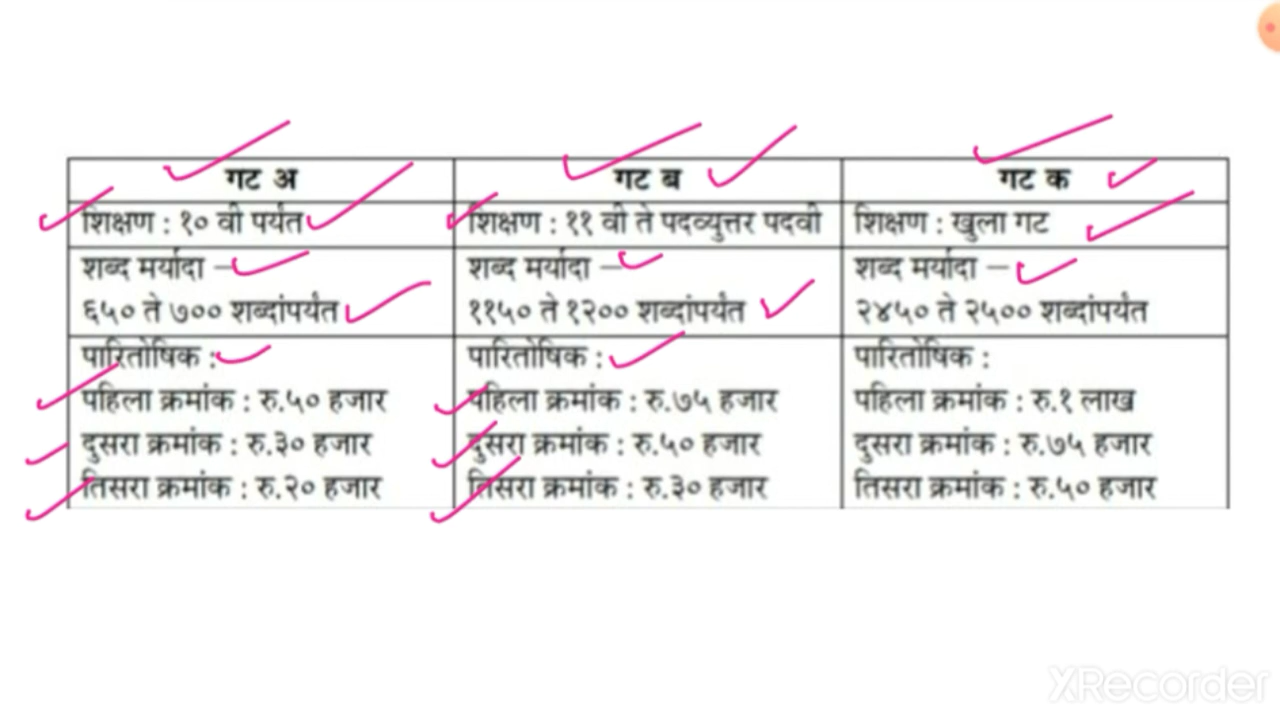 गट अ
गट ब
गट क
शिक्षण : १० वी पर्यंत
शिक्षण : ११ वी ते पदव्युत्तर पदवी
शिक्षण : खुला गट
शब्द मर्यादा –
६५० ते ७०० शब्दांपर्यंत
शब्द मर्यादा –
११५० ते १२०० शब्दांपर्यंत
शब्द मर्यादा –
२४५० ते २५०० शब्दांपर्यंत
पारितोषिक :
पहिला क्रमांक : रु.५० हजार
दुसरा क्रमांक : रु.३० हजार
तिसरा क्रमांक : रु.२० हजार
पारितोषिक :
पहिला क्रमांक : रु.७५ हजार
दुसरा क्रमांक : रु.५० हजार
तिसरा क्रमांक : रु.३० हजार
पारितोषिक :
पहिला क्रमांक : रु.१ लाख
दुसरा क्रमांक : रु.७५ हजार
तिसरा क्रमांक : रु.५० हजार
XRecorder